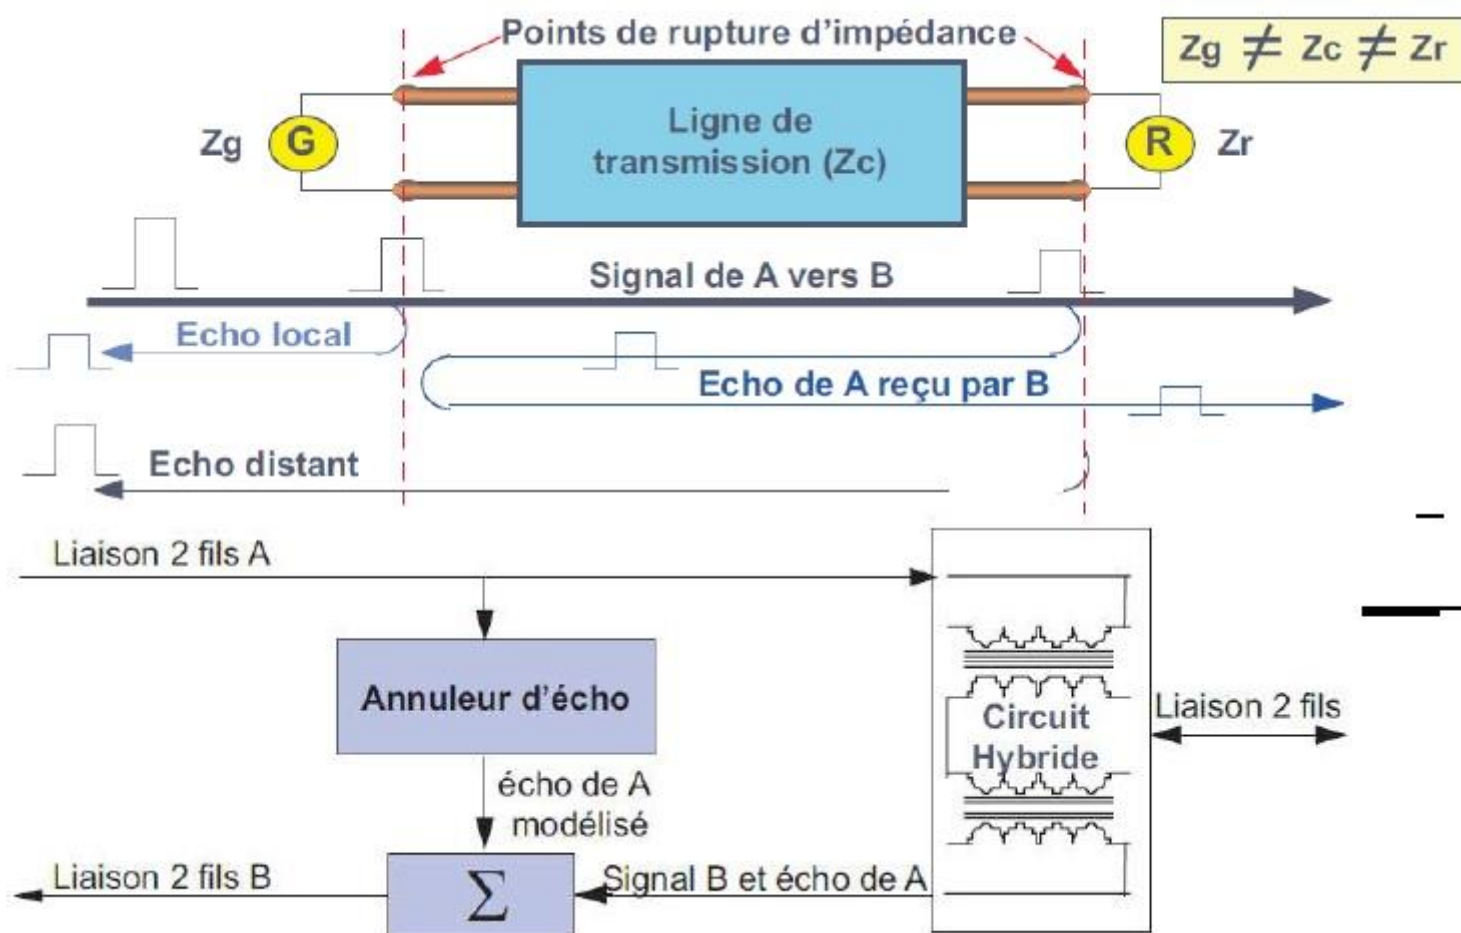 Points de rupture d'impédance
Zg ≠ Zc ≠ Zr
Zg
G
Ligne de
transmission (Zc)
R
Zr
Signal de A vers B
Echo local
Echo de A reçu par B
Echo distant
Liaison 2 fils A
Annuleur d'écho
Circuit
Hybride
Liaison 2 fils
écho de A
modélisé
Liaison 2 fils B
Σ
Signal B et écho de A